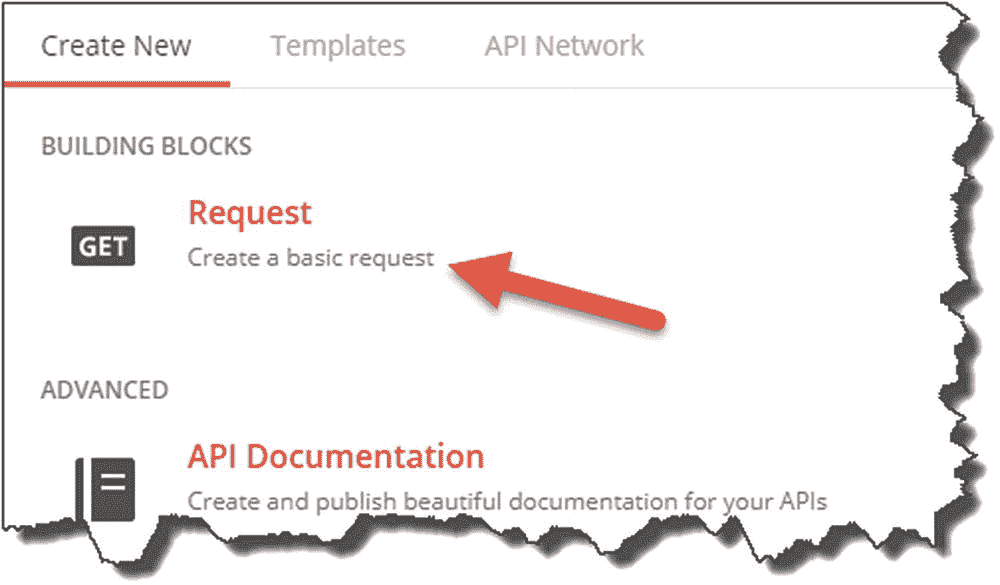 Create New Templates API Network
BUILDING BLOCKS
Request
GET
Create a basic request
ADVANCED
API Documentation
Create and publish beautiful documentation for your APIs